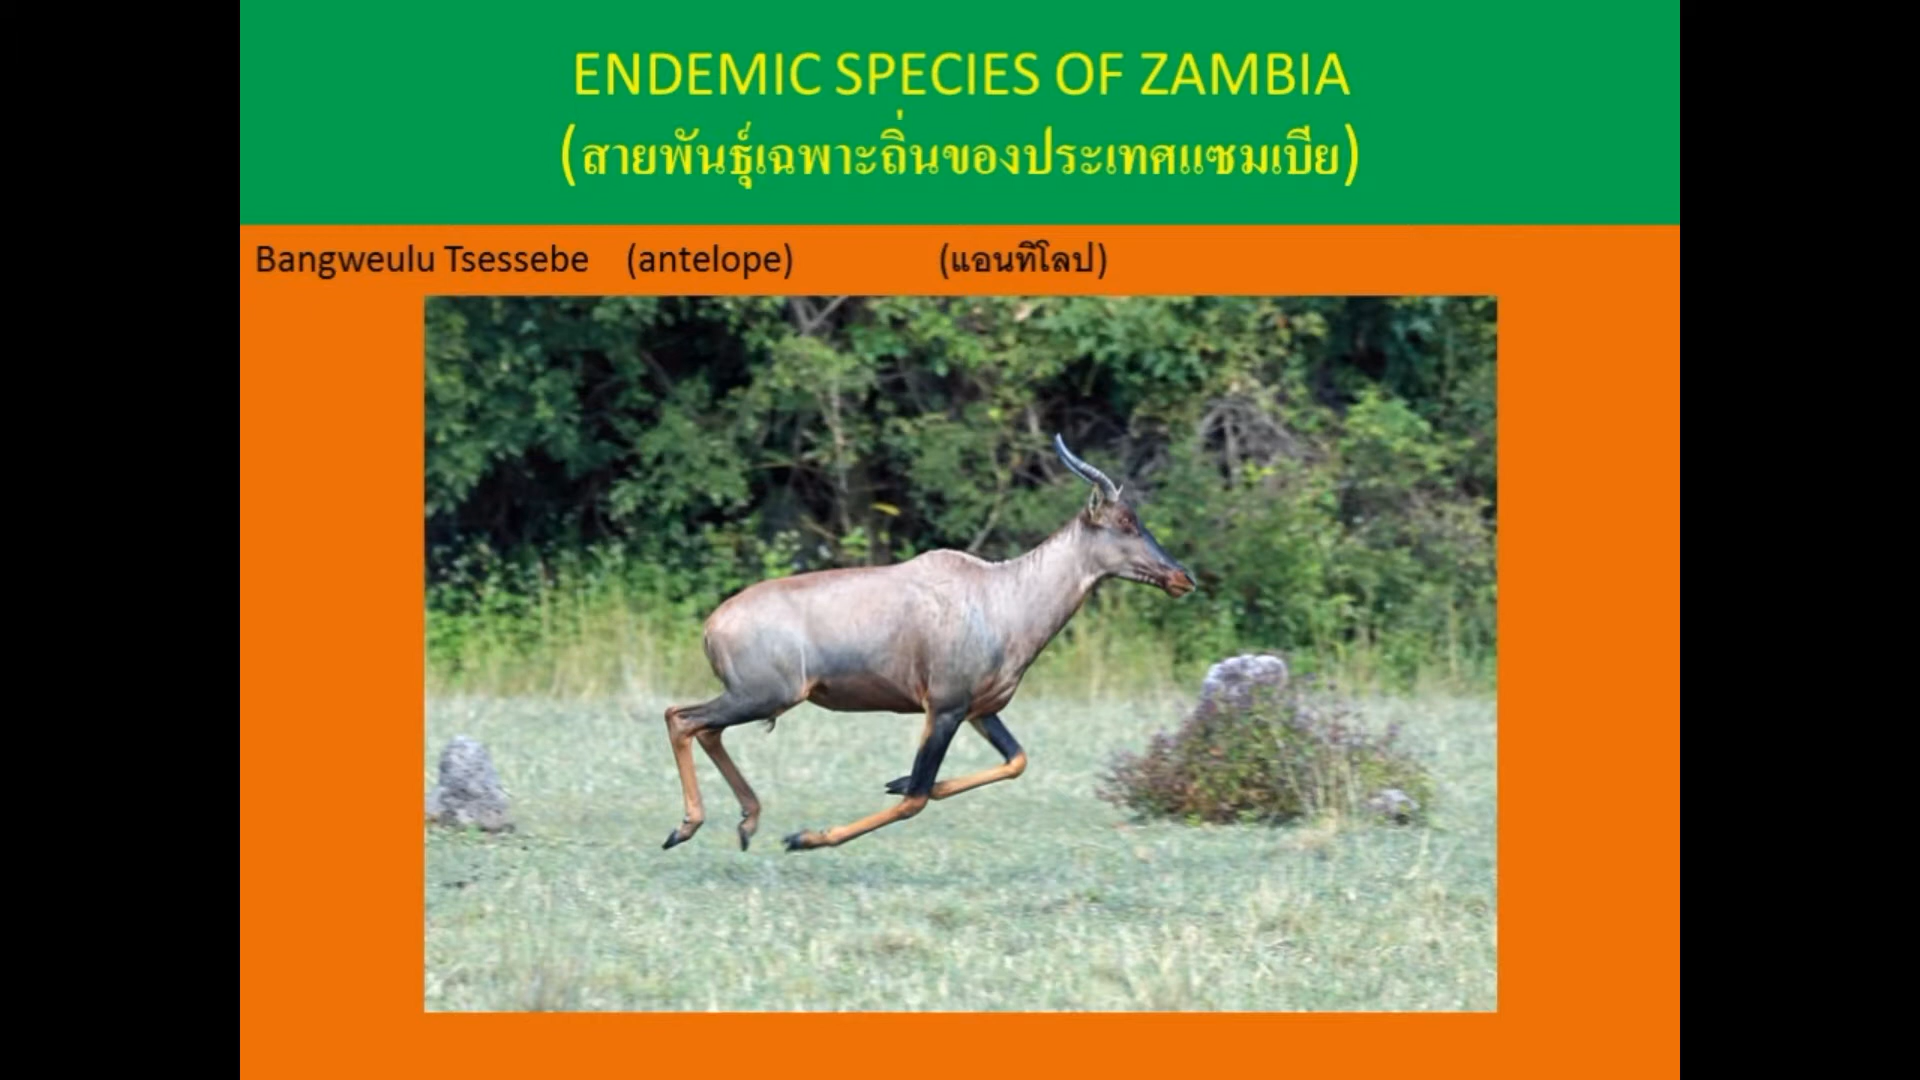 ENDEMIC SPECIES OF ZAMBIA
(สายพันธุ์เฉพาะถิ่นของประเทศแซมเบีย)
Bangweulu Tsessebe (antelope) (แอนทิโลป)